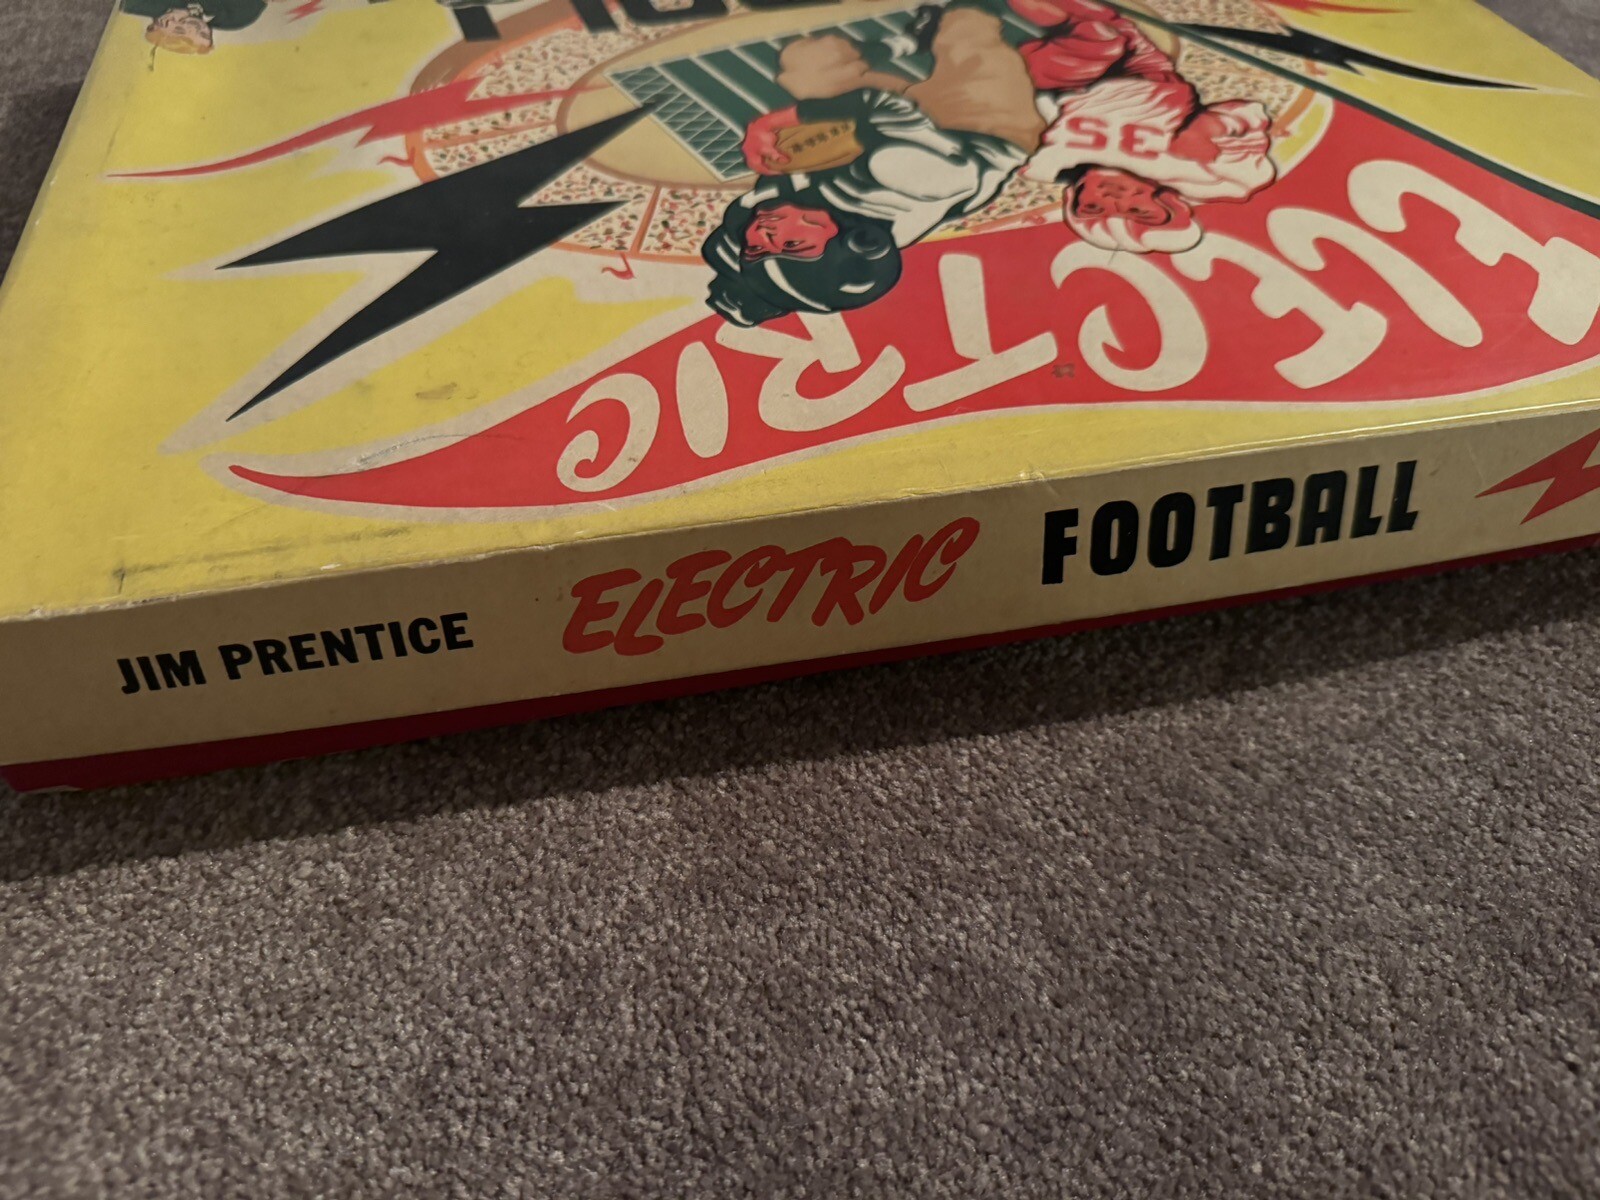 ELECTRIC
35
JIM PRENTICE ELECTRIC FOOTBALL